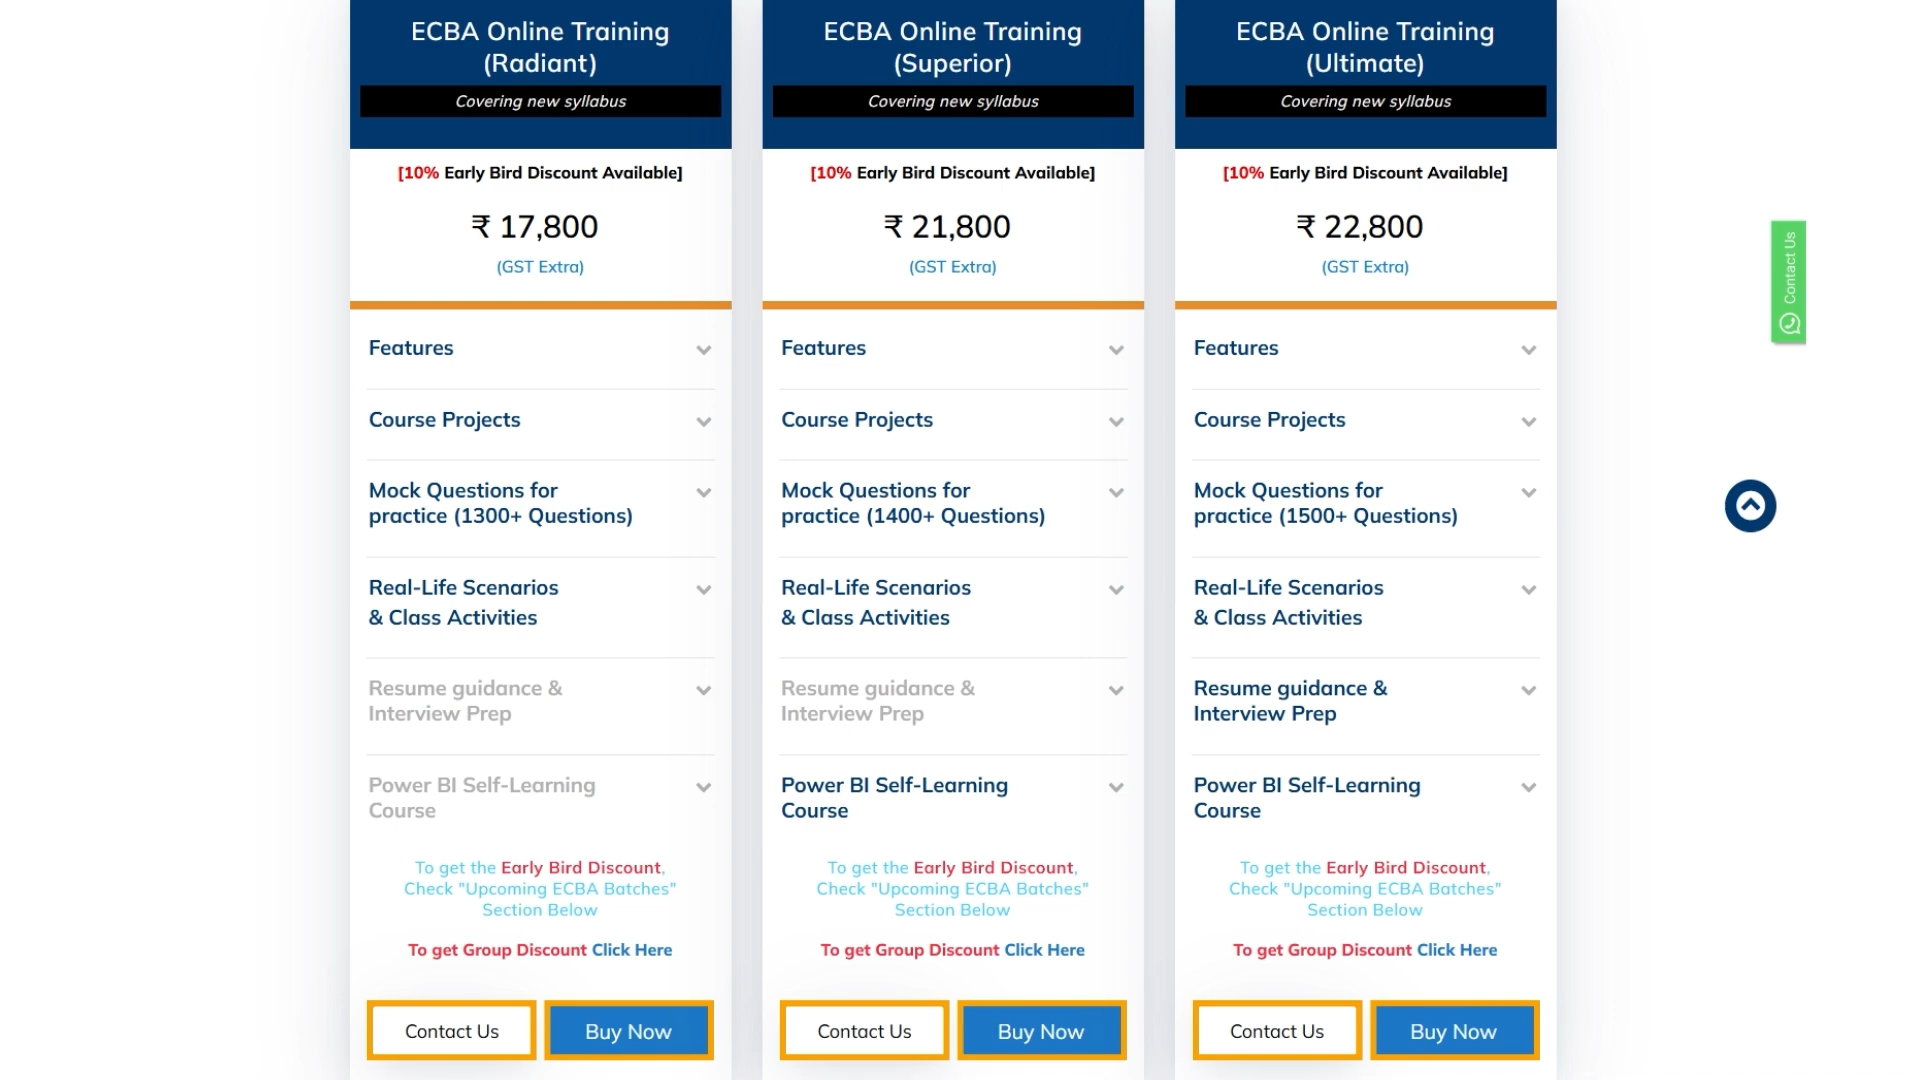 ECBA Online Training
(Radiant)
Covering new syllabus
[10% Early Bird Discount Available]
₹ 17,800
(GST Extra)
Features
Course Projects
Mock Questions for
practice (1300+ Questions)
Real-Life Scenarios
& Class Activities
Resume guidance &
Interview Prep
Power BI Self-Learning
Course
To get the Early Bird Discount,
Check "Upcoming ECBA Batches"
Section Below
To get Group Discount Click Here
Contact Us
Buy Now
ECBA Online Training
(Superior)
Covering new syllabus
[10% Early Bird Discount Available]
₹ 21,800
(GST Extra)
Features
Course Projects
Mock Questions for
practice (1400+ Questions)
Real-Life Scenarios
& Class Activities
Resume guidance &
Interview Prep
Power BI Self-Learning
Course
To get the Early Bird Discount,
Check "Upcoming ECBA Batches"
Section Below
To get Group Discount Click Here
Contact Us
Buy Now
ECBA Online Training
(Ultimate)
Covering new syllabus
[10% Early Bird Discount Available]
₹ 22,800
(GST Extra)
Features
Course Projects
Mock Questions for
practice (1500+ Questions)
Real-Life Scenarios
& Class Activities
Resume guidance &
Interview Prep
Power BI Self-Learning
Course
To get the Early Bird Discount,
Check "Upcoming ECBA Batches"
Section Below
To get Group Discount Click Here
Contact Us
Buy Now
Contact Us